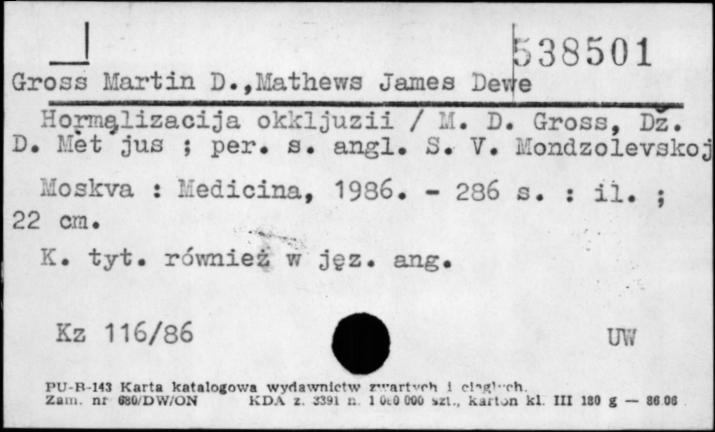 538501
Gross Martin D.,Mathews James Dewe
Hormalizacija okkljuzii / M. D. Gross, Dž.
D. Mėt jus ; per. s. angl. S. V. Mondzolevskoj
Moskva : Medicina, 1986. - 286 s. : il. ;
22 cm.
K. tyt. również w jęz. ang.
Kz 116/86 UW
PU-B-143 Karta katalogowa wydawnictw zwartych i ciągłych.
Zam. nr 680/DW/ON KDA z. 3391 n. 1 000 000 szt., karton kl. III 180 g — 86 06